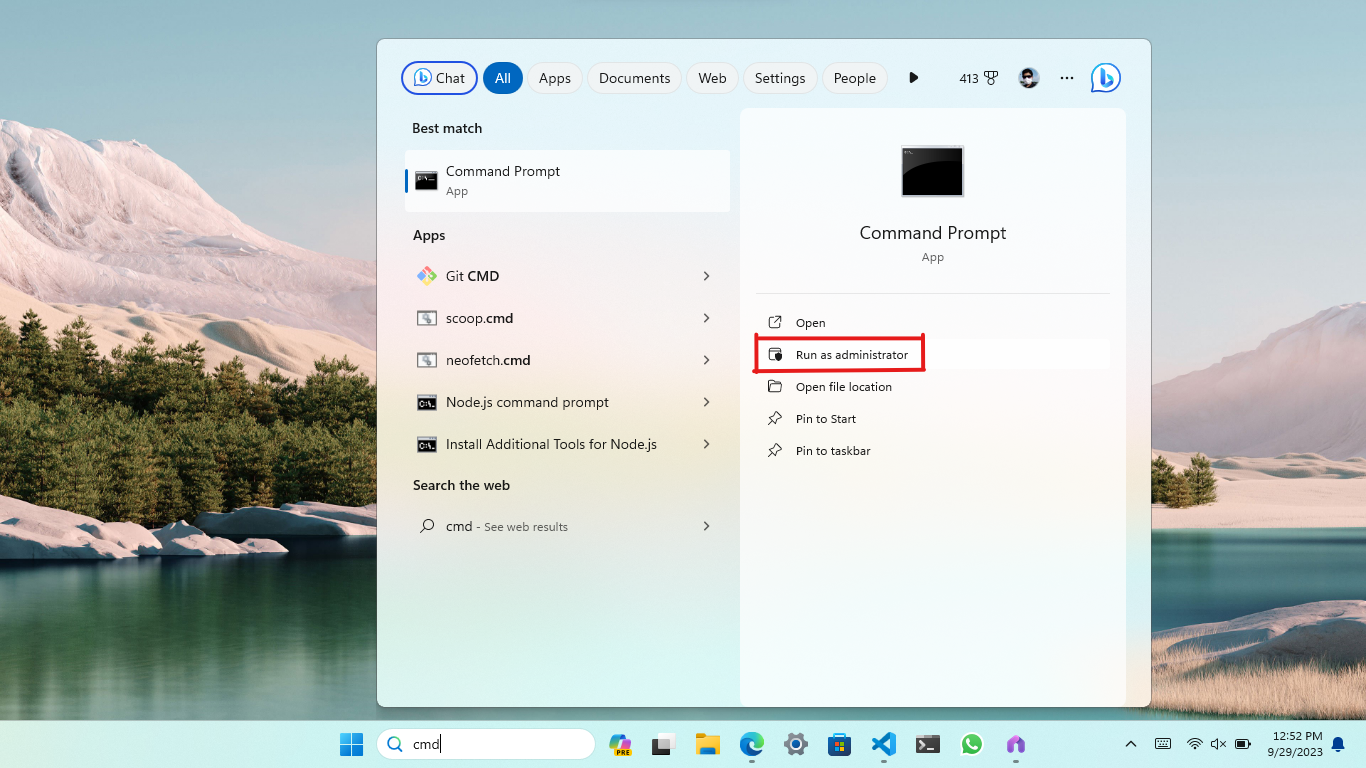 Chat All Apps Documents Web Settings People 413
Best match
Command Prompt
App
Apps
Git CMD
scoop.cmd
neofetch.cmd
Node.js command prompt
Install Additional Tools for Node.js
Search the web
cmd - See web results
Command Prompt
App
Open
Run as administrator
Open file location
Pin to Start
Pin to taskbar
cmd
PRE
12:52 PM
9/29/2023